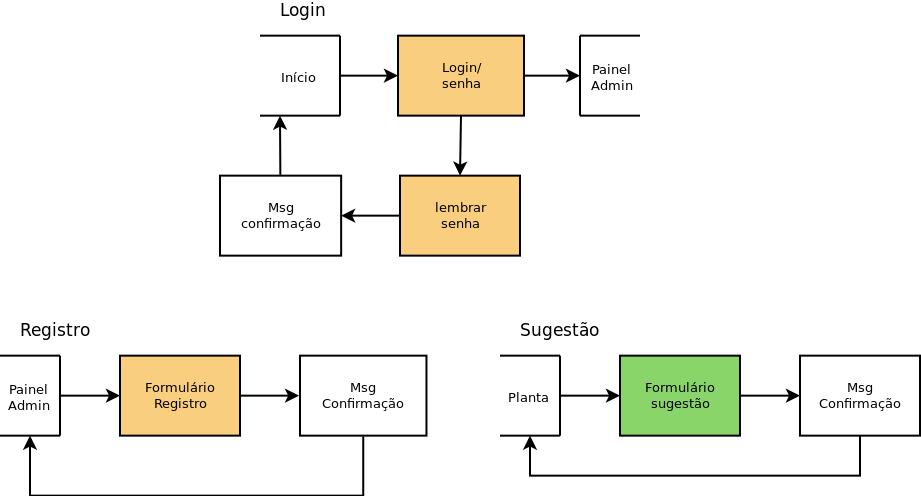 Login
Início
Login/
senha
Painel
Admin
Msg
confirmação
lembrar
senha
Registro
Painel
Admin
Formulário
Registro
Msg
Confirmação
Sugestão
Planta
Formulário
sugestão
Msg
Confirmação